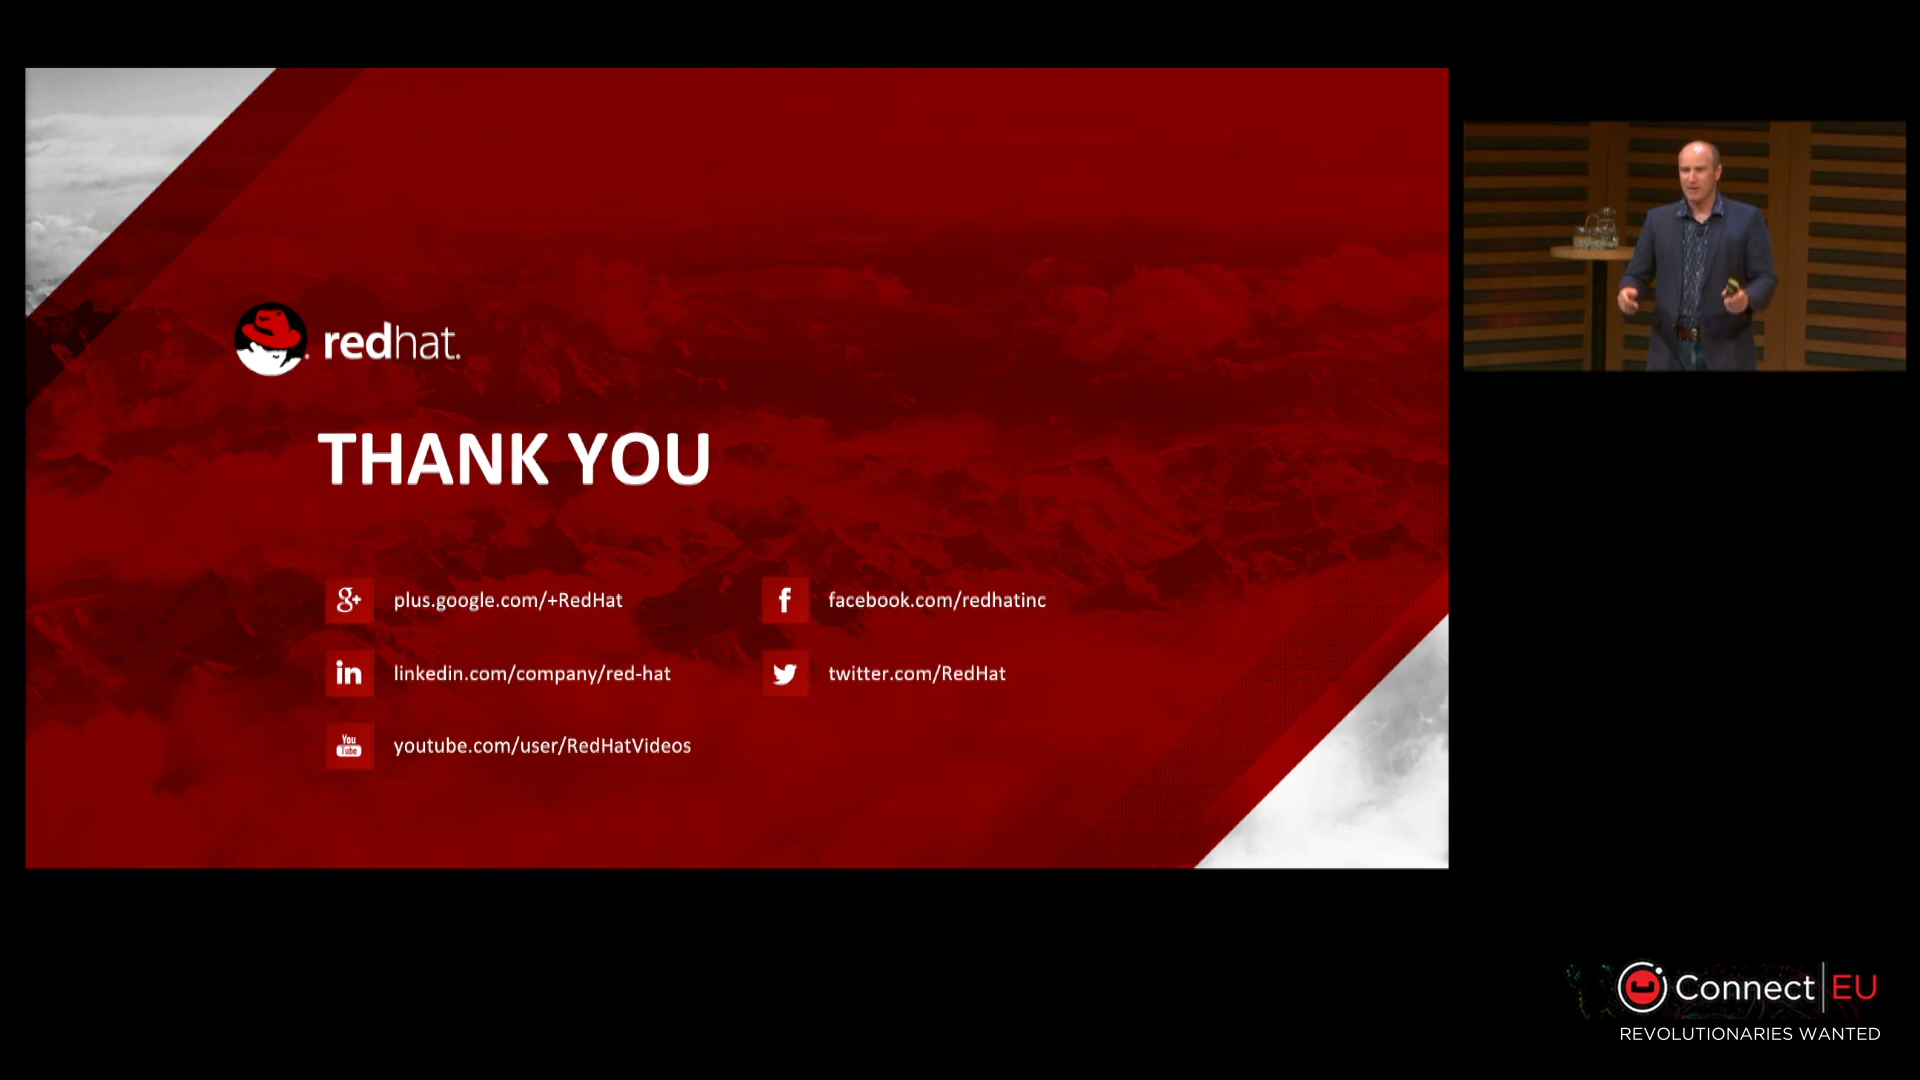 redhat.
THANK YOU
g+ plus.google.com/+RedHat
f facebook.com/redhatinc
in linkedin.com/company/red-hat
twitter.com/RedHat
You Tube youtube.com/user/RedHatVideos
Connect EU
REVOLUTIONARIES WANTED